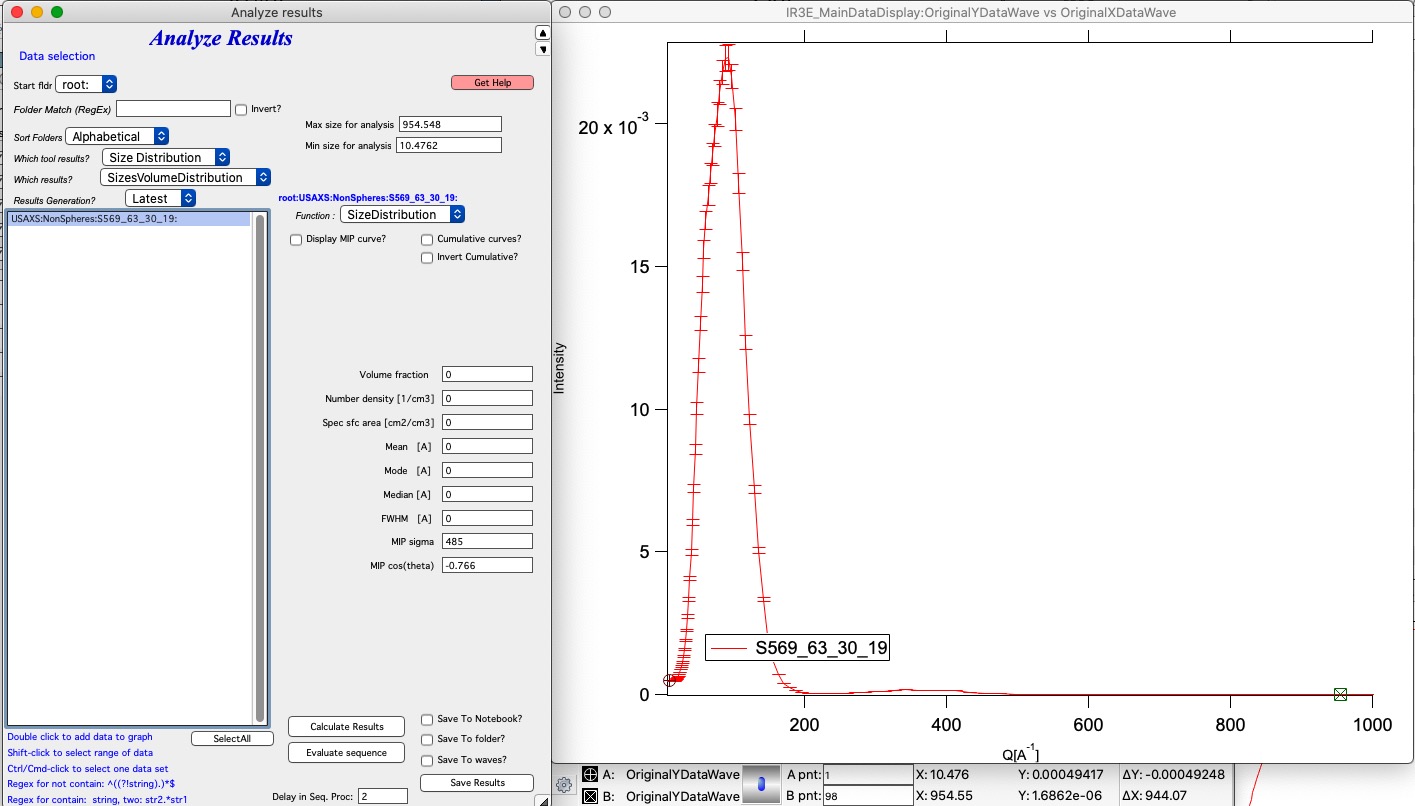 Analyze results
Analyze Results
Data selection
Start fldr root:
Get Help
Folder Match (RegEx)
Invert?
Max size for analysis 954.548
Sort Folders Alphabetical
Min size for analysis 10.4762
Which tool results? Size Distribution
Which results? SizesVolumeDistribution
Results Generation? Latest
root:USAXS:NonSpheres:S569_63_30_19:
USAXS:NonSpheres:S569_63_30_19:
Function : SizeDistribution
Display MIP curve?
Cumulative curves?
Invert Cumulative?
Volume fraction 0
Number density [1/cm3] 0
Spec sfc area [cm2/cm3] 0
Mean [A] 0
Mode [A] 0
Median [A] 0
FWHM [A] 0
MIP sigma 485
MIP cos(theta) -0.766
Calculate Results
Save To Notebook?
Double click to add data to graph
SelectAll
Save To folder?
Shift-click to select range of data
Evaluate sequence
Save To waves?
Ctrl/Cmd-click to select one data set
Regex for not contain: ^((?!string).)*$
Save Results
Regex for contain: string, two: str2.*str1
Delay in Seq. Proc: 2
IR3E_MainDataDisplay:OriginalYDataWave vs OriginalXDataWave
20 x 10-3
15
10
5
0
Intensity
S569_63_30_19
200 400 600 800 1000
Q[A-1]
A: OriginalYDataWave A pnt: 1 X: 10.476 Y: 0.00049417 ΔY: -0.00049248
B: OriginalYDataWave B pnt: 98 X: 954.55 Y: 1.6862e-06 ΔX: 944.07